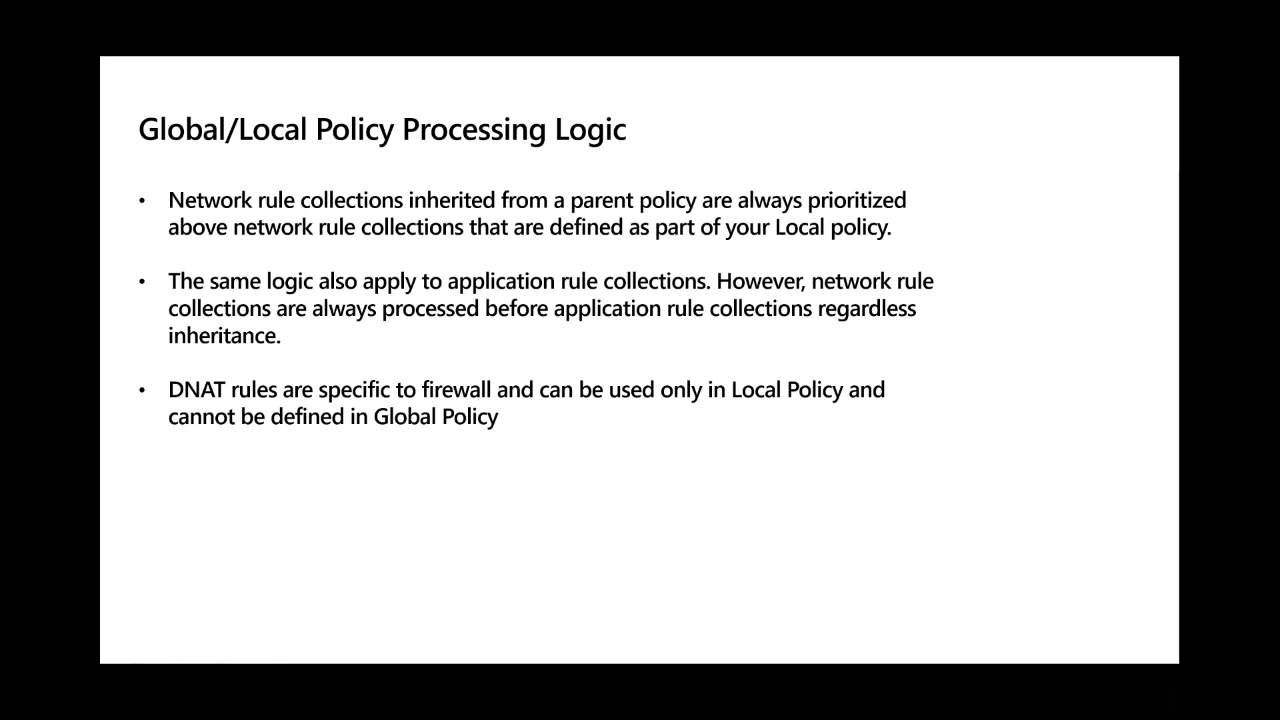 Global/Local Policy Processing Logic
• Network rule collections inherited from a parent policy are always prioritized
above network rule collections that are defined as part of your Local policy.
• The same logic also apply to application rule collections. However, network rule
collections are always processed before application rule collections regardless
inheritance.
• DNAT rules are specific to firewall and can be used only in Local Policy and
cannot be defined in Global Policy